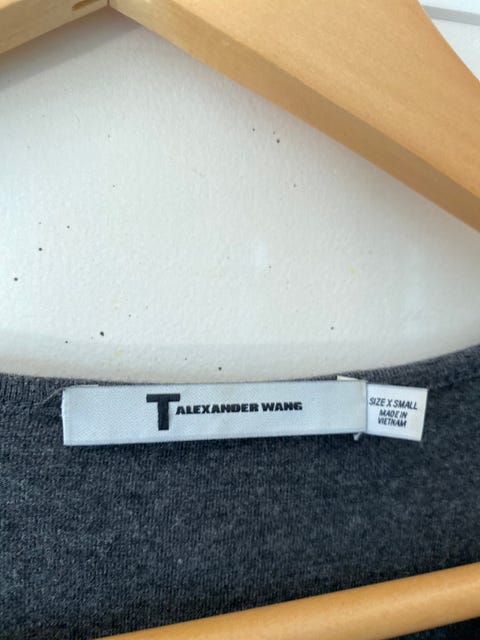 T ALEXANDER WANG
SIZE X SMALL
MADE IN
VIETNAM